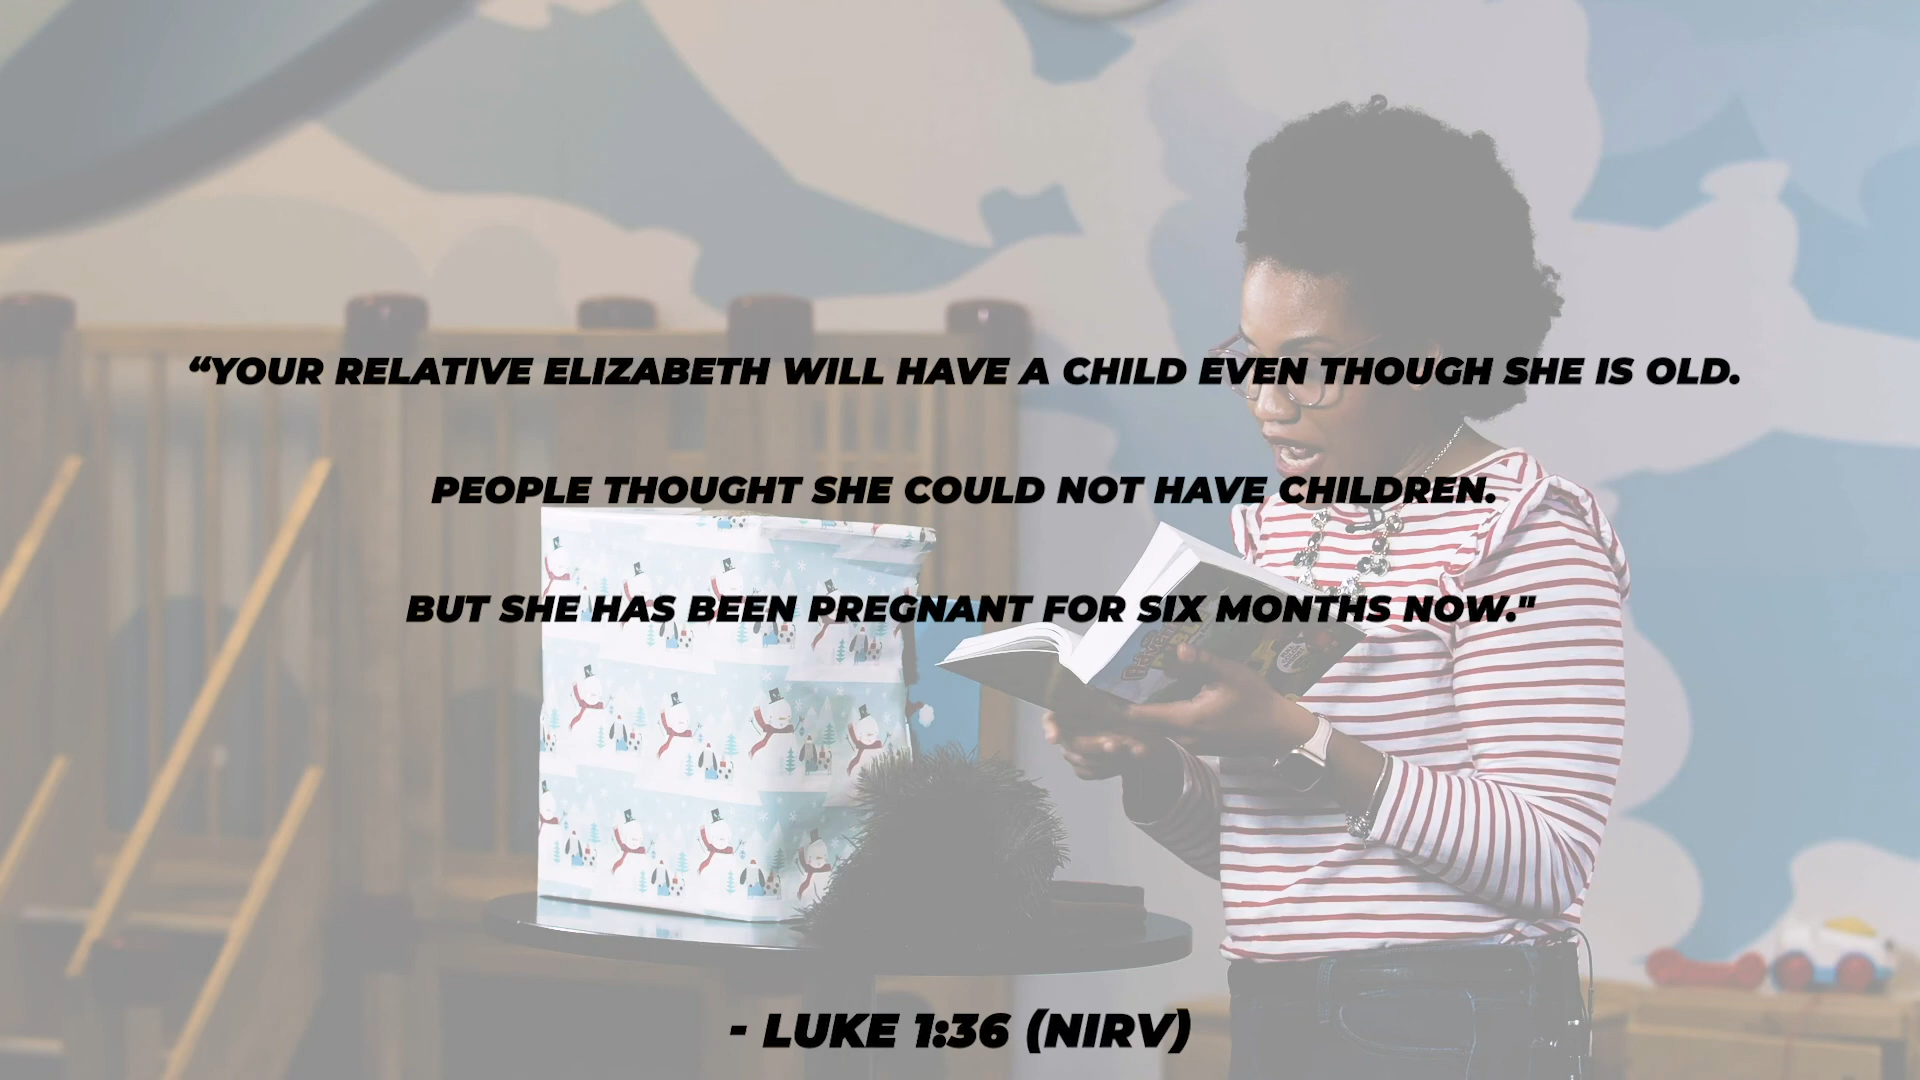 “YOUR RELATIVE ELIZABETH WILL HAVE A CHILD EVEN THOUGH SHE IS OLD.
PEOPLE THOUGHT SHE COULD NOT HAVE CHILDREN.
BUT SHE HAS BEEN PREGNANT FOR SIX MONTHS NOW."
- LUKE 1:36 (NIRV)